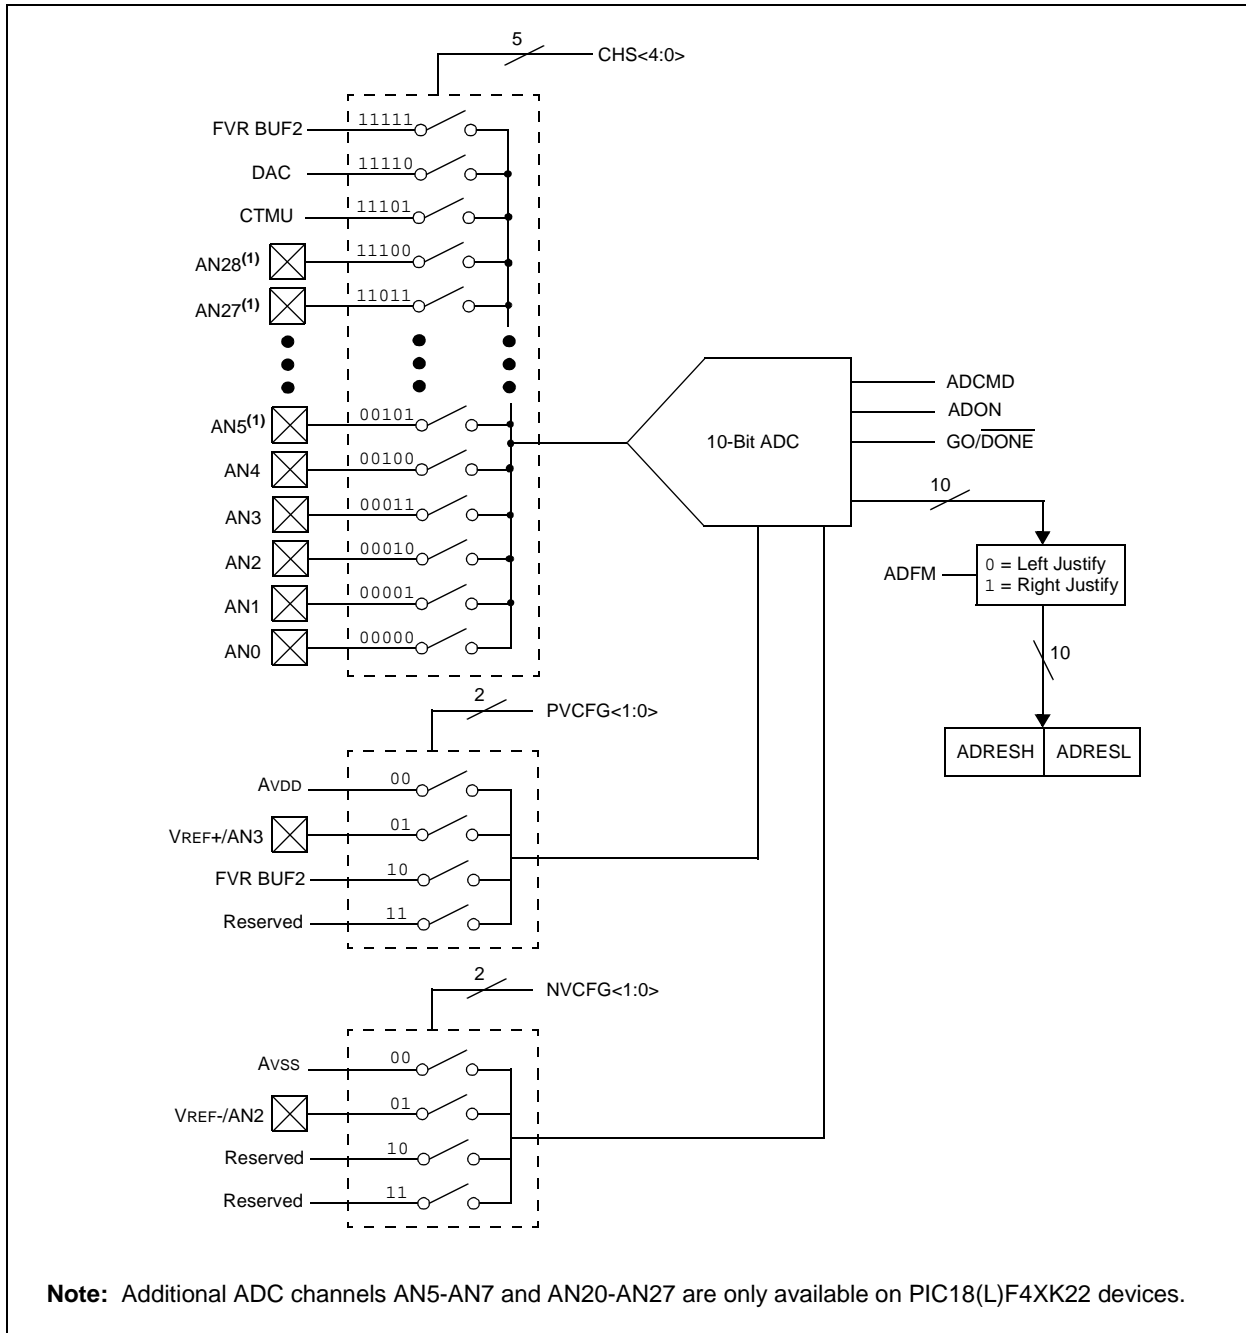 5
CHS<4:0>
FVR BUF2 11111
DAC 11110
CTMU 11101
AN28(1) 11100
AN27(1) 11011
ADCMD
AN5(1) 00101
ADON
10-Bit ADC
GO/DONE
AN4 00100
10
AN3 00011
AN2 00010
ADFM
0 = Left Justify
1 = Right Justify
AN1 00001
AN0 00000
10
2
PVCFG<1:0>
ADRESH ADRESL
AVDD 00
VREF+/AN3 01
FVR BUF2 10
Reserved 11
2
NVCFG<1:0>
AVSS 00
VREF-/AN2 01
Reserved 10
Reserved 11
Note: Additional ADC channels AN5-AN7 and AN20-AN27 are only available on PIC18(L)F4XK22 devices.